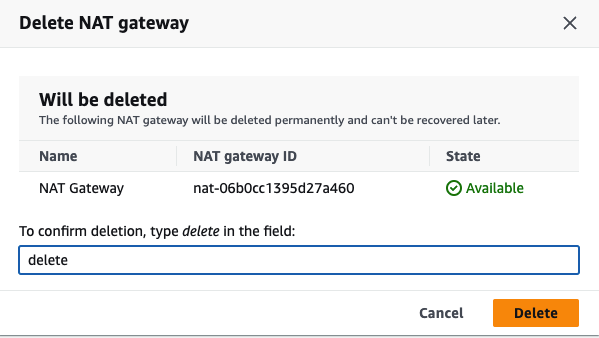 Delete NAT gateway
Will be deleted
The following NAT gateway will be deleted permanently and can't be recovered later.
Name NAT gateway ID State
NAT Gateway nat-06b0cc1395d27a460 Available
To confirm deletion, type delete in the field:
delete
Cancel Delete